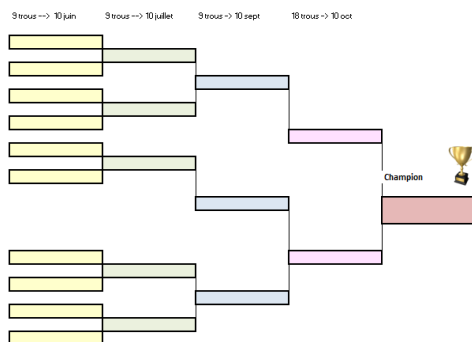 9 trous --> 10 juin
9 trous --> 10 juillet
9 trous -> 10 sept
18 trous -> 10 oct
Champion